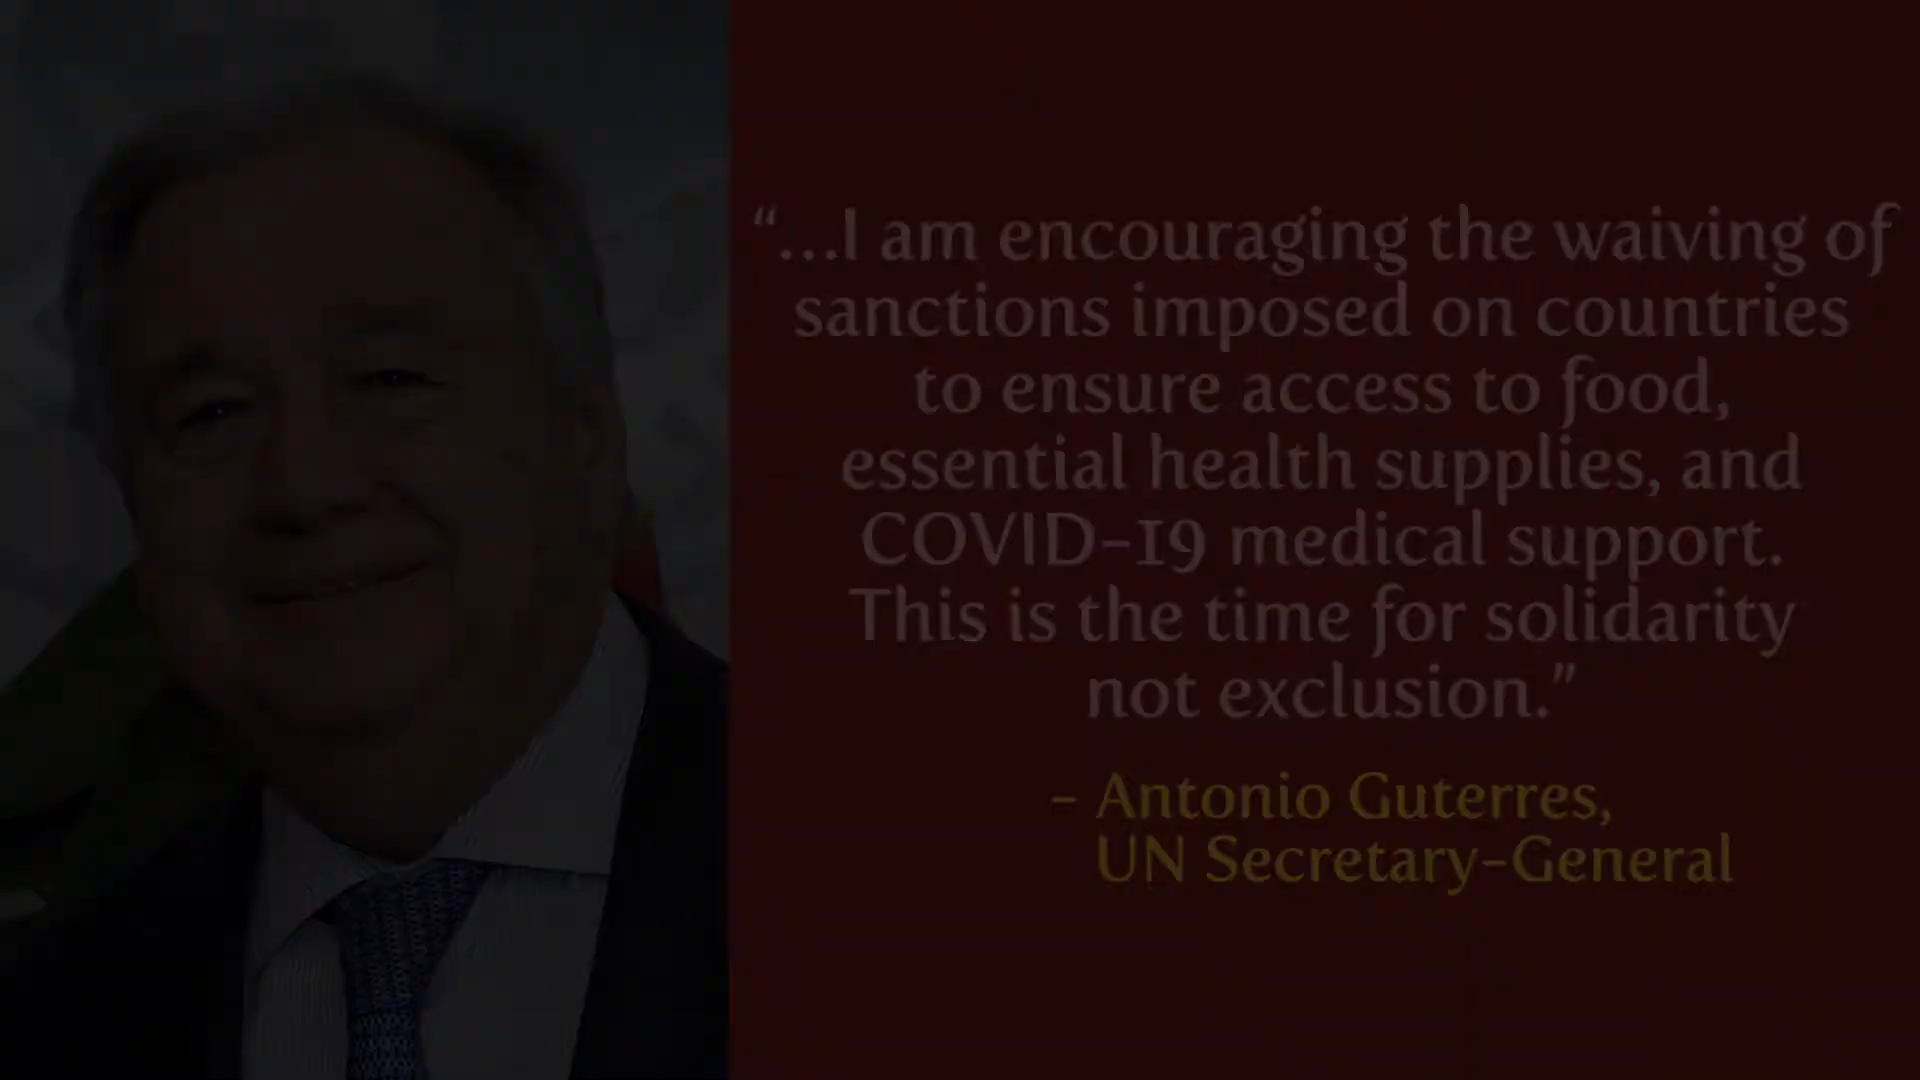 “...I am encouraging the waiving of
sanctions imposed on countries
to ensure access to food,
essential health supplies, and
COVID-19 medical support.
This is the time for solidarity
not exclusion.”
- Antonio Guterres,
UN Secretary-General